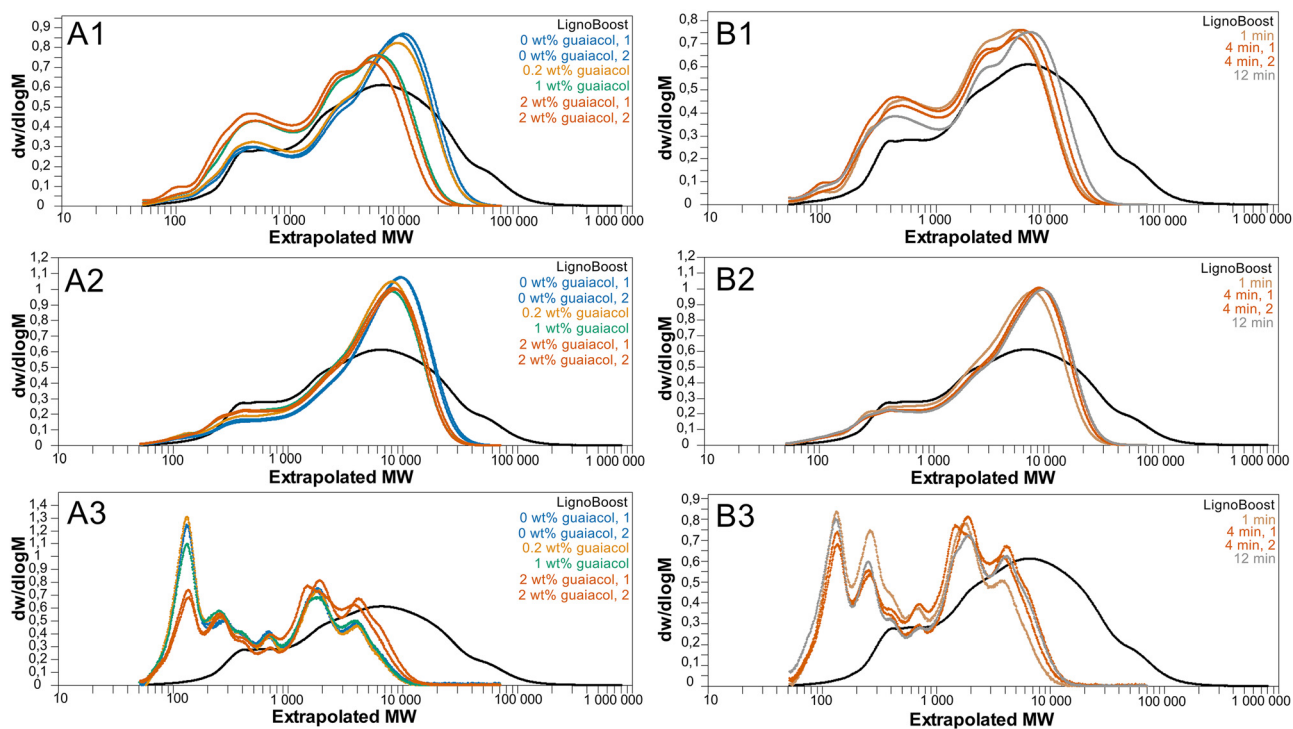 A1
LignoBoost
0 wt% guaiacol, 1
0 wt% guaiacol, 2
0.2 wt% guaiacol
1 wt% guaiacol
2 wt% guaiacol, 1
2 wt% guaiacol, 2
dw/dlogM
0,9
0,8
0,7
0,6
0,5
0,4
0,3
0,2
0,1
0
10 100 1 000 10 000 100 000 1 000 000
Extrapolated MW
B1
LignoBoost
1 min
4 min, 1
4 min, 2
12 min
dw/dlogM
0,8
0,7
0,6
0,5
0,4
0,3
0,2
0,1
0
10 100 1 000 10 000 100 000 1 000 000
Extrapolated MW
A2
LignoBoost
0 wt% guaiacol, 1
0 wt% guaiacol, 2
0.2 wt% guaiacol
1 wt% guaiacol
2 wt% guaiacol, 1
2 wt% guaiacol, 2
dw/dlogM
1,2
1,1
1
0,9
0,8
0,7
0,6
0,5
0,4
0,3
0,2
0,1
0
10 100 1 000 10 000 100 000 1 000 000
Extrapolated MW
B2
LignoBoost
1 min
4 min, 1
4 min, 2
12 min
dw/dlogM
1,2
1,1
1
0,9
0,8
0,7
0,6
0,5
0,4
0,3
0,2
0,1
0
10 100 1 000 10 000 100 000 1 000 000
Extrapolated MW
A3
LignoBoost
0 wt% guaiacol, 1
0 wt% guaiacol, 2
0.2 wt% guaiacol
1 wt% guaiacol
2 wt% guaiacol, 1
2 wt% guaiacol, 2
dw/dlogM
1,4
1,3
1,2
1,1
1
0,9
0,8
0,7
0,6
0,5
0,4
0,3
0,2
0,1
0
10 100 1 000 10 000 100 000 1 000 000
Extrapolated MW
B3
LignoBoost
1 min
4 min, 1
4 min, 2
12 min
dw/dlogM
0,9
0,8
0,7
0,6
0,5
0,4
0,3
0,2
0,1
0
10 100 1 000 10 000 100 000 1 000 000
Extrapolated MW